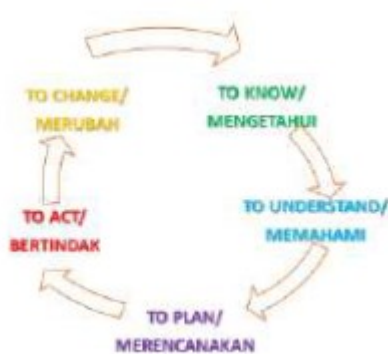 TO CHANGE/
MERUBAH
TO KNOW/
MENGETAHUI
TO UNDERSTAND/
MEMAHAMI
TO PLAN/
MERENCANAKAN
TO ACT/
BERTINDAK